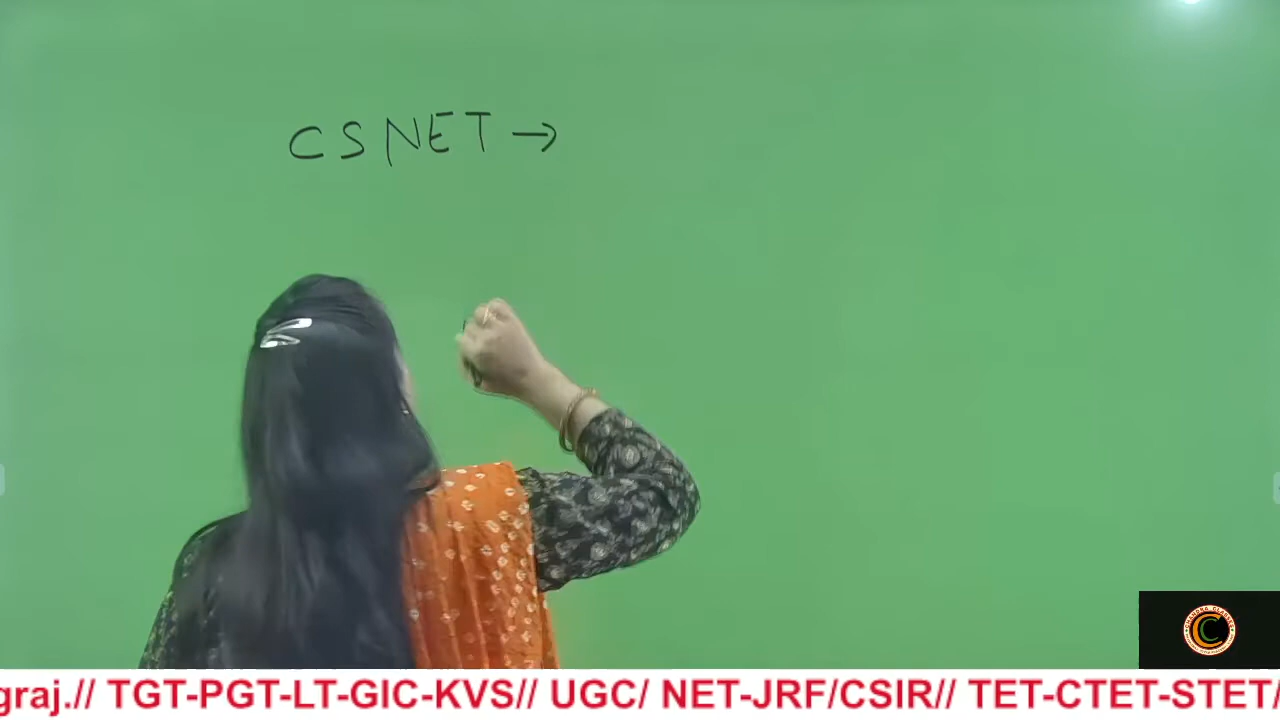 CSNET →
graj.// TGT-PGT-LT-GIC-KVS// UGC/ NET-JRF/CSIR// TET-CTET-STET/